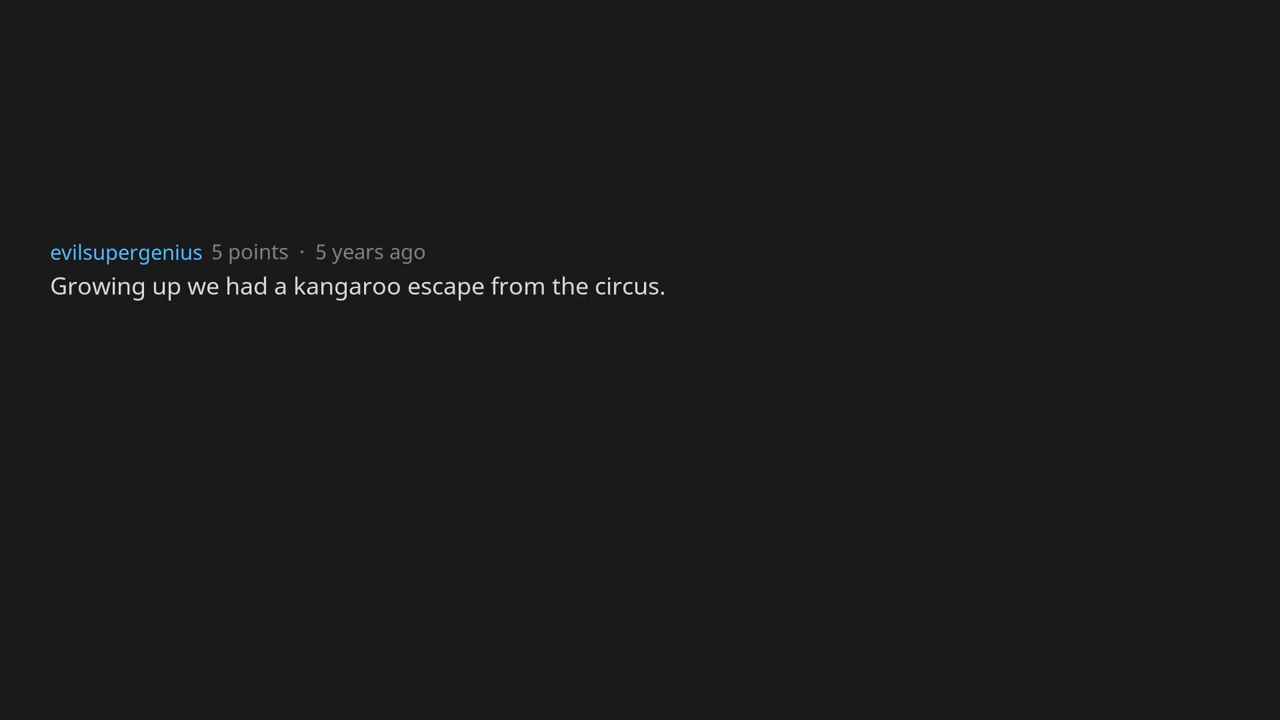 evilsupergenius 5 points · 5 years ago
Growing up we had a kangaroo escape from the circus.